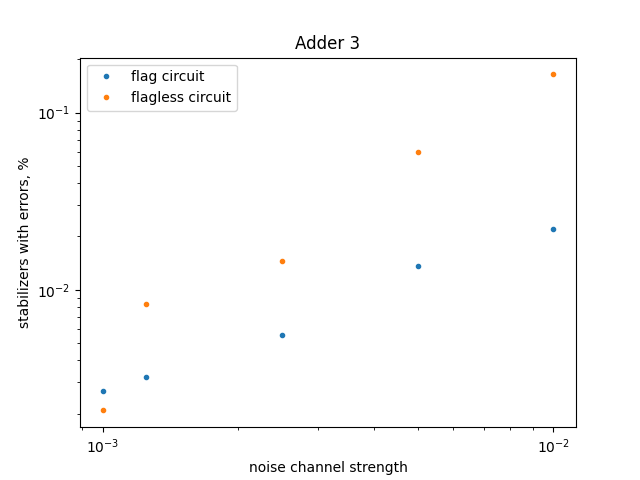 Adder 3
flag circuit
flagless circuit
10⁻¹
10⁻²
stabilizers with errors, %
10⁻³
10⁻²
noise channel strength